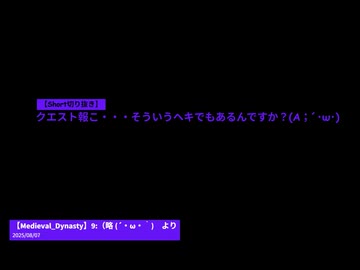 【Short切り抜き】
クエスト報こ・・・そういうヘキでもあるんですか？(A；´･ω･)
【Medieval_Dynasty】9:（略 (´・ω・｀)　より
2025/08/07